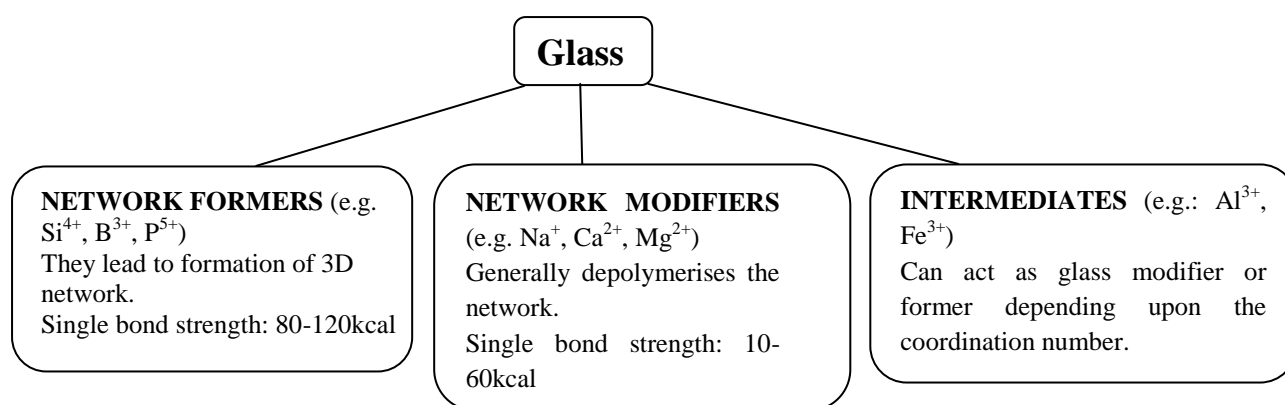 Glass
NETWORK FORMERS (e.g.
Si⁴⁺, B³⁺, P⁵⁺)
They lead to formation of 3D
network.
Single bond strength: 80-120kcal
NETWORK MODIFIERS
(e.g. Na⁺, Ca²⁺, Mg²⁺)
Generally depolymerises the
network.
Single bond strength: 10-
60kcal
INTERMEDIATES (e.g.: Al³⁺,
Fe³⁺)
Can act as glass modifier or
former depending upon the
coordination number.